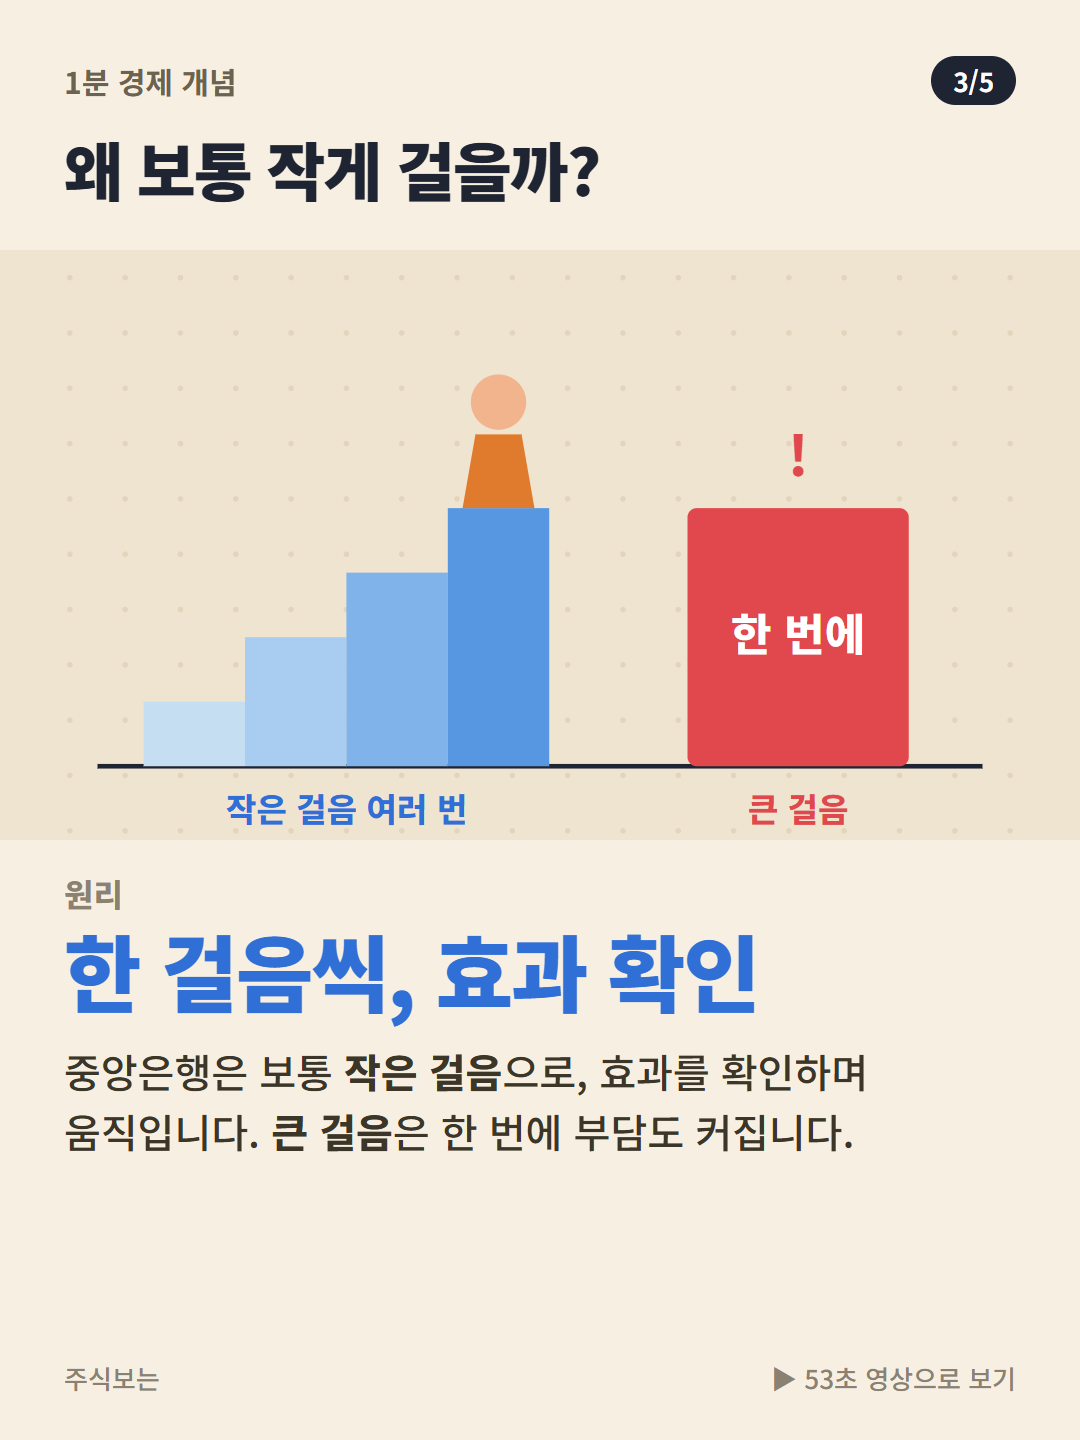 1분 경제 개념
3/5
왜 보통 작게 걸을까?
!
한 번에
작은 걸음 여러 번
큰 걸음
원리
한 걸음씩, 효과 확인
중앙은행은 보통 작은 걸음으로, 효과를 확인하며
움직입니다. 큰 걸음은 한 번에 부담도 커집니다.
주식보는
▶ 53초 영상으로 보기